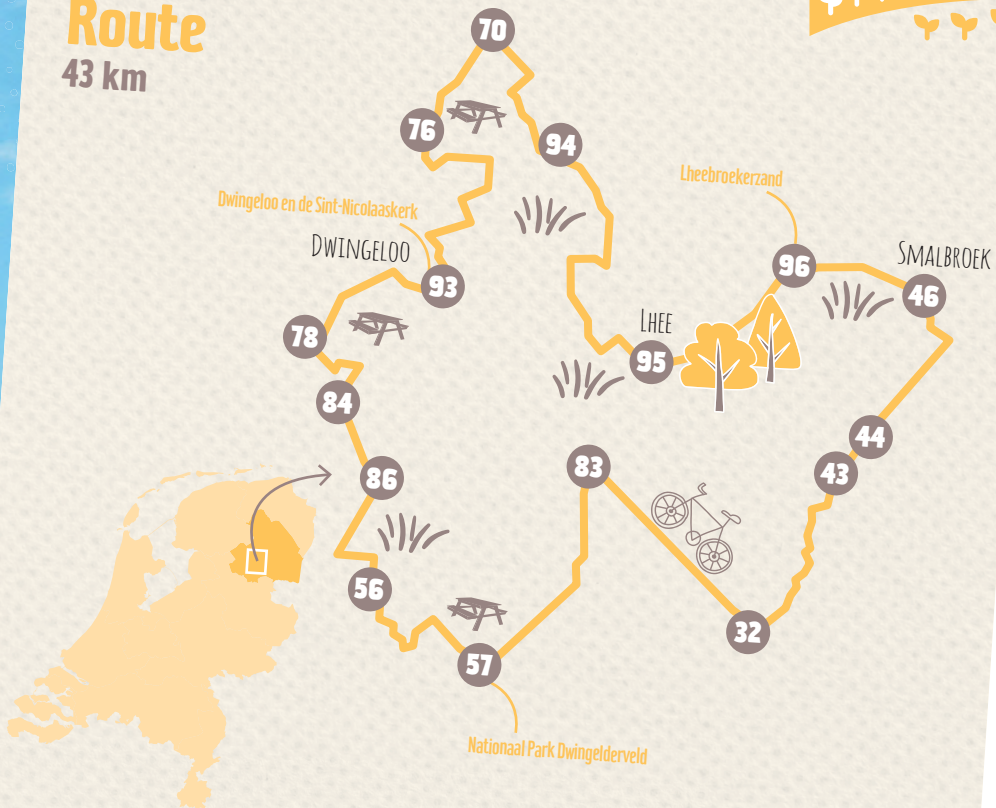 Route
43 km
70
76
94
Lheebroekerzand
Dwingeloo en de Sint-Nicolaaskerk
Dwingeloo
Smalbroek
96
93
46
Lhee
78
95
84
44
83
43
86
56
32
57
Nationaal Park Dwingelderveld